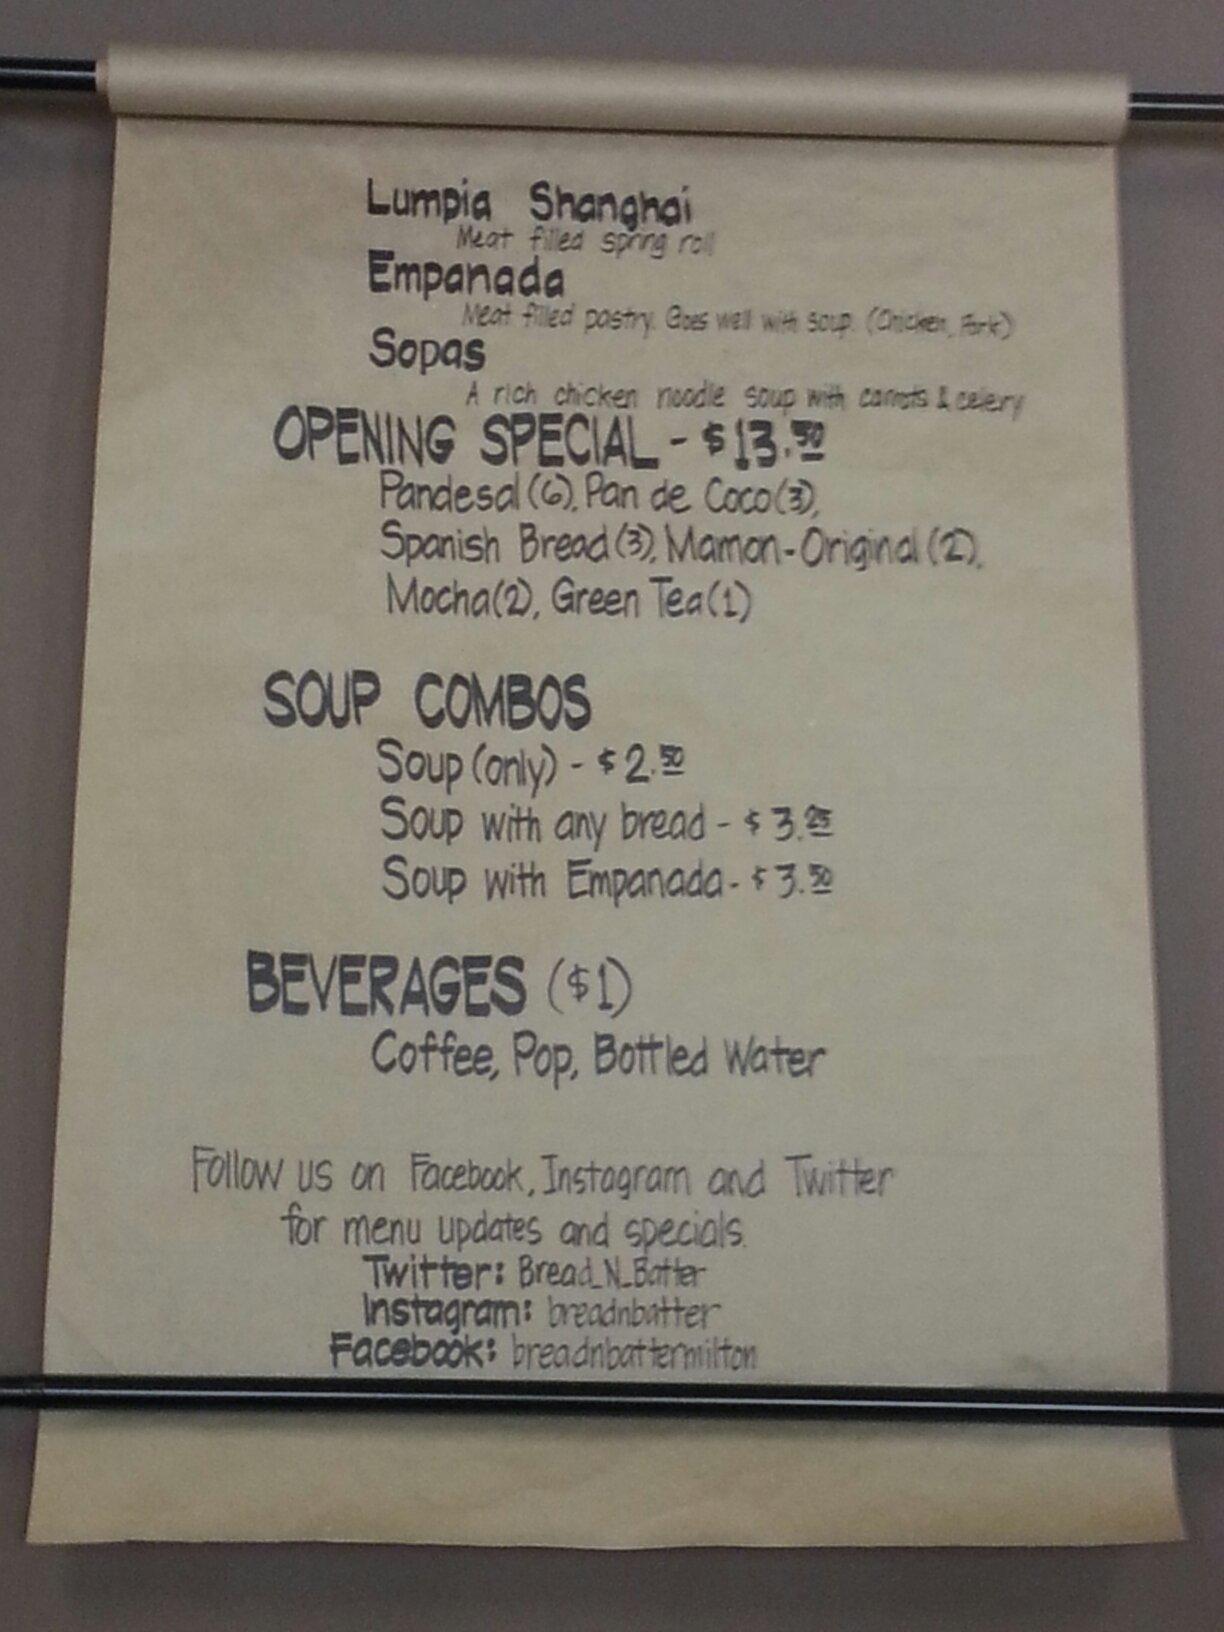 Lumpia Shanghai
Meat filled spring roll
Empanada
Meat filled pastry. Goes well with soup. (Chicken, Pork)
Sopas
A rich chicken noodle soup with carrots & celery
OPENING SPECIAL - $13.50
Pandesal (6), Pan de Coco (3),
Spanish Bread (3), Mamon-Original (2),
Mocha (2), Green Tea (1)
SOUP COMBOS
Soup (only) - $2.50
Soup with any bread - $3.25
Soup with Empanada - $3.50
BEVERAGES ($1)
Coffee, Pop, Bottled Water
Follow us on Facebook, Instagram and Twitter
for menu updates and specials.
Twitter: Bread_N_Batter
Instagram: breadnbatter
Facebook: breadnbattermilton